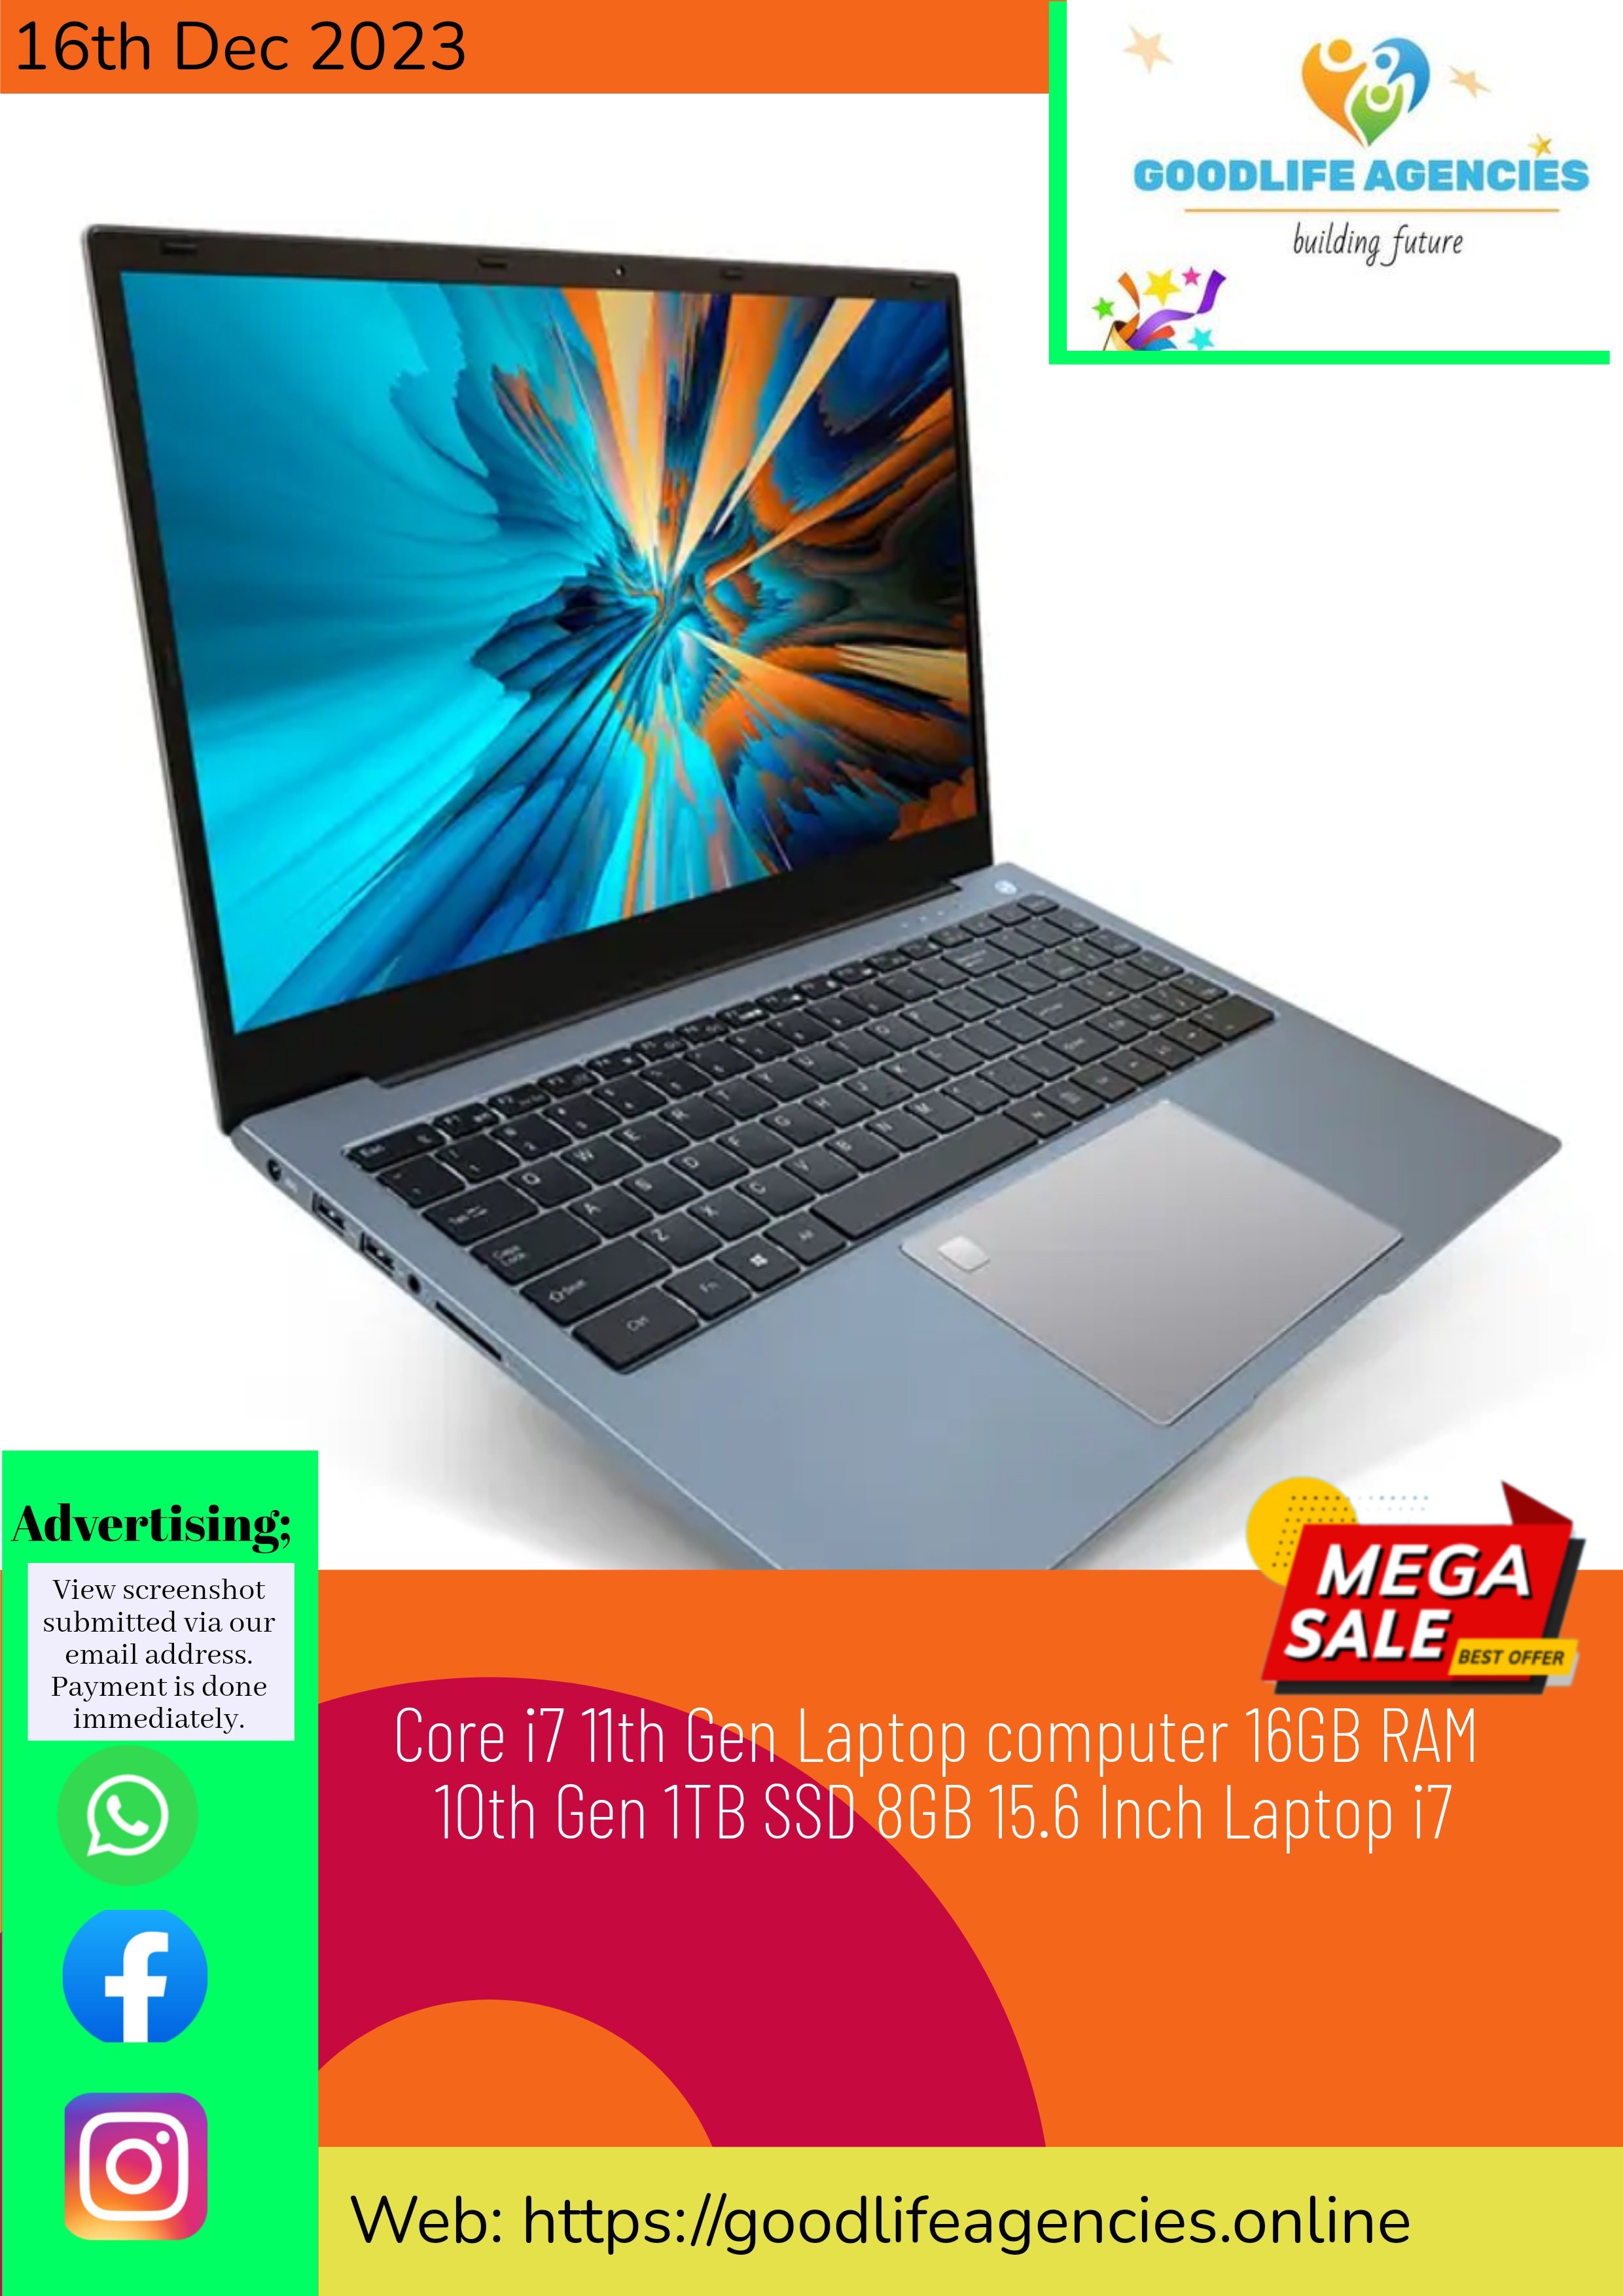 16th Dec 2023
GOODLIFE AGENCIES
building future
Advertising;
View screenshot
submitted via our
email address.
Payment is done
immediately.
MEGA
SALE
BEST OFFER
Core i7 11th Gen Laptop computer 16GB RAM
10th Gen 1TB SSD 8GB 15.6 Inch Laptop i7
Web: https://goodlifeagencies.online